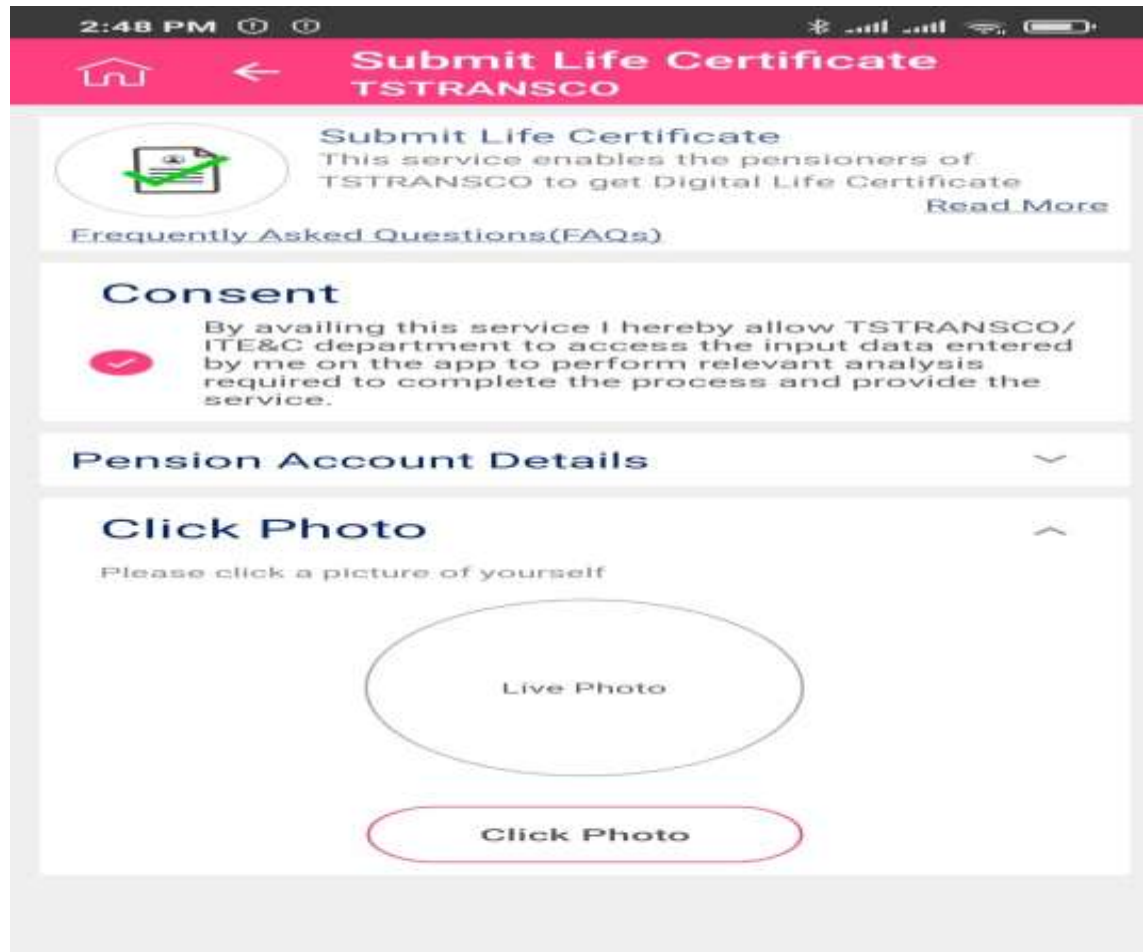 2:48 PM
Submit Life Certificate
TSTRANSCO
Submit Life Certificate
This service enables the pensioners of
TSTRANSCO to get Digital Life Certificate
Read More
Frequently Asked Questions(FAQs)
Consent
By availing this service I hereby allow TSTRANSCO/
ITE&C department to access the input data entered
by me on the app to perform relevant analysis
required to complete the process and provide the
service.
Pension Account Details
Click Photo
Please click a picture of yourself
Live Photo
Click Photo